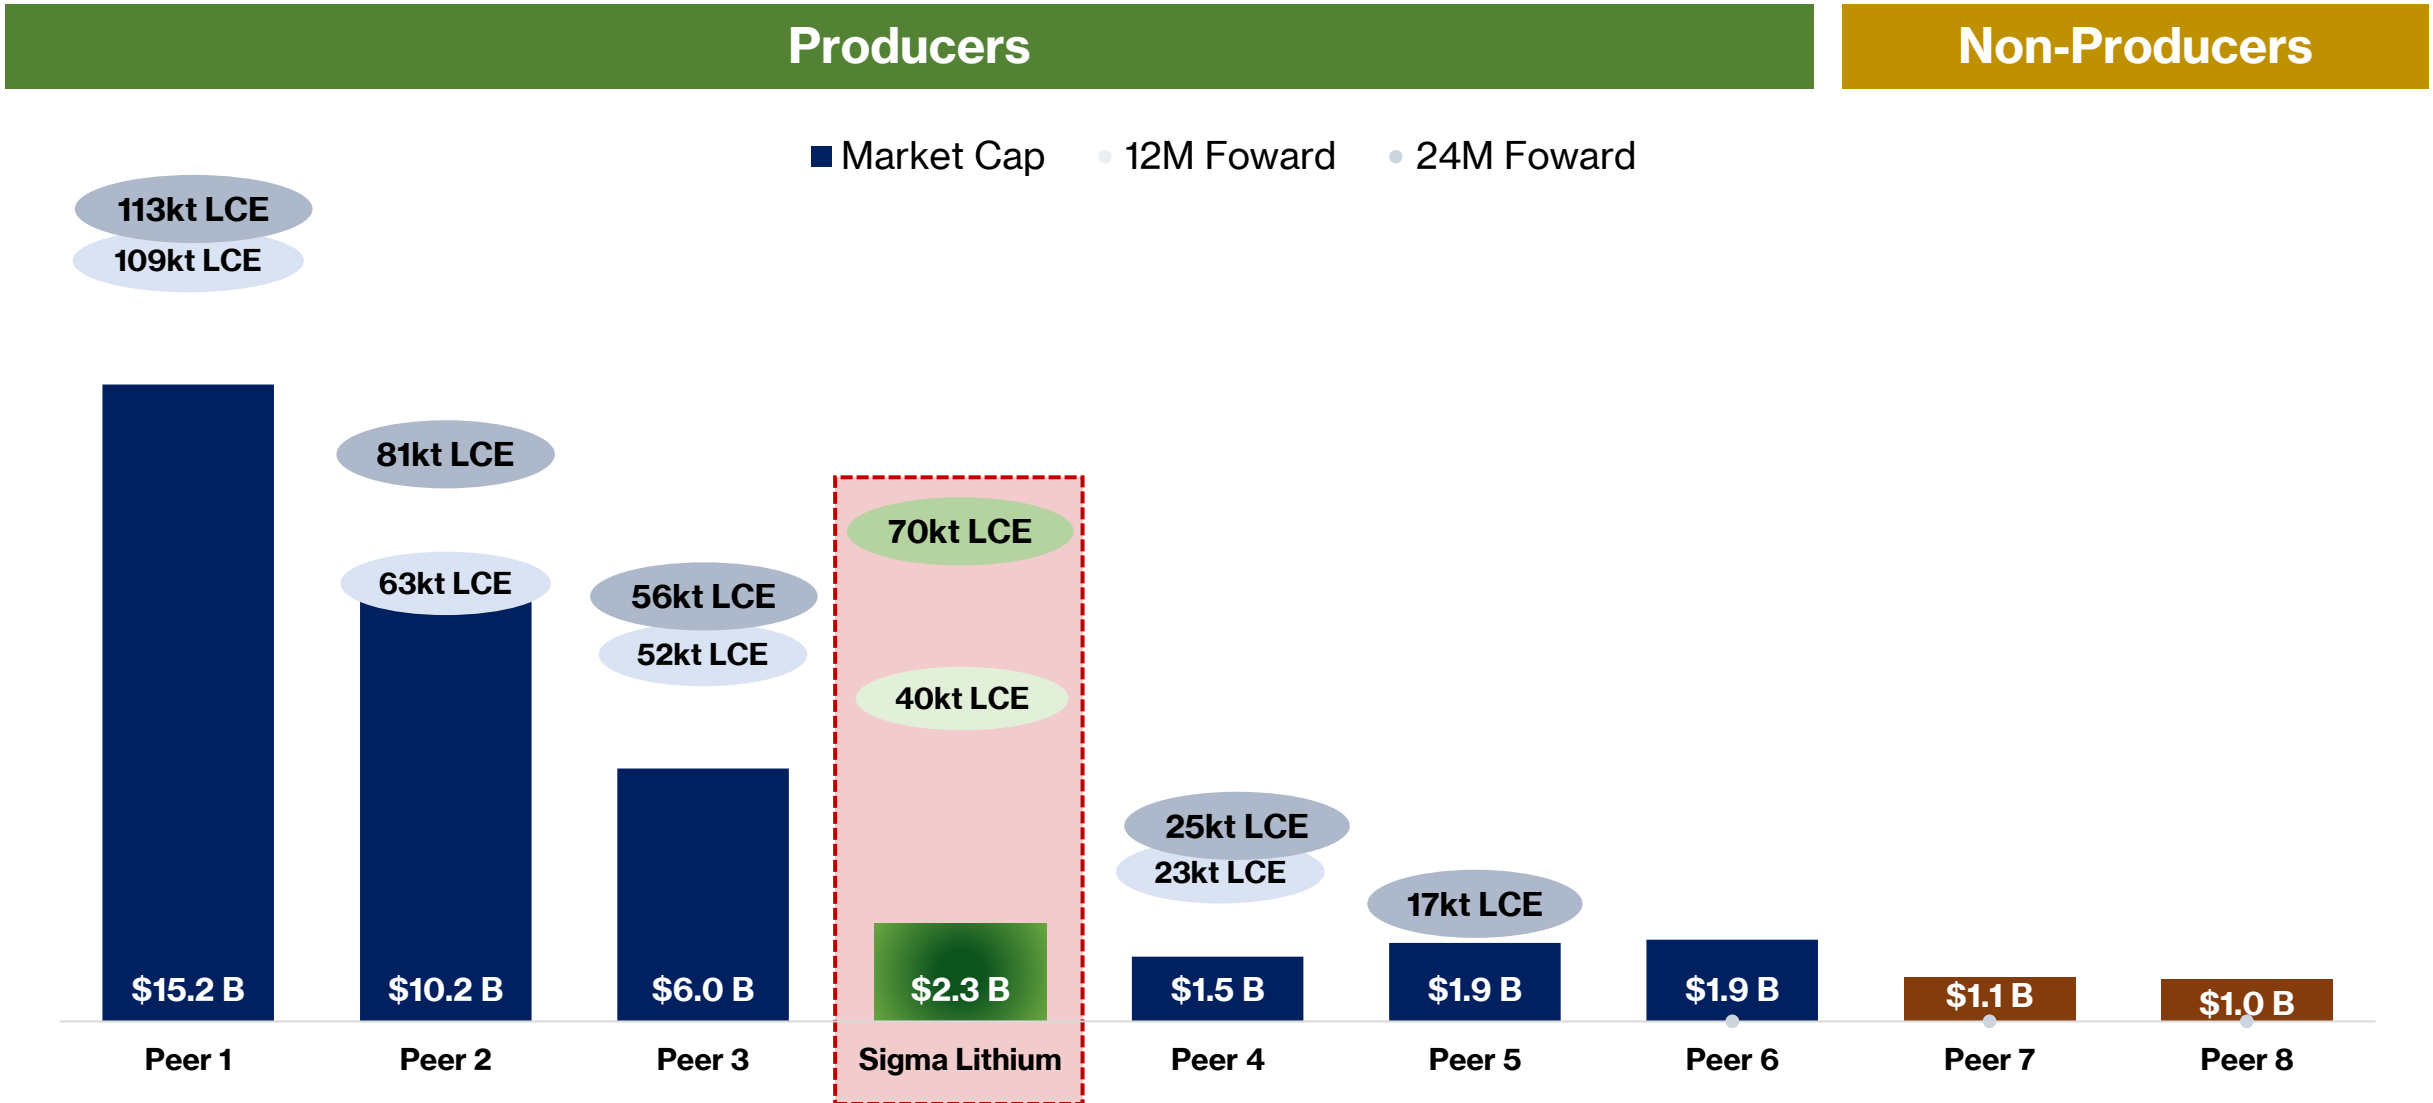 Producers
Non-Producers
Market Cap
12M Foward
24M Foward
113kt LCE
109kt LCE
81kt LCE
63kt LCE
56kt LCE
52kt LCE
70kt LCE
40kt LCE
25kt LCE
23kt LCE
17kt LCE
$15.2 B
$10.2 B
$6.0 B
$2.3 B
$1.5 B
$1.9 B
$1.9 B
$1.1 B
$1.0 B
Peer 1
Peer 2
Peer 3
Sigma Lithium
Peer 4
Peer 5
Peer 6
Peer 7
Peer 8